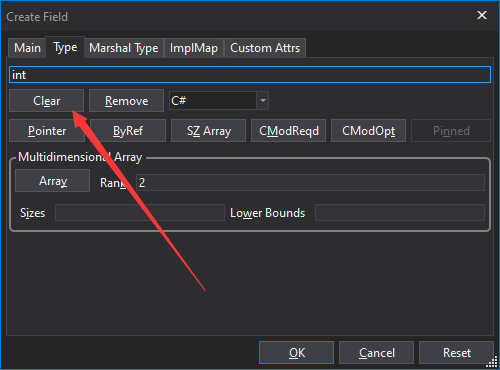 Create Field
Main Type Marshal Type ImplMap Custom Attrs
int
Clear Remove C#
Pointer ByRef SZ Array CModReqd CModOpt Pinned
Multidimensional Array
Array Rank 2
Sizes Lower Bounds
OK Cancel Reset